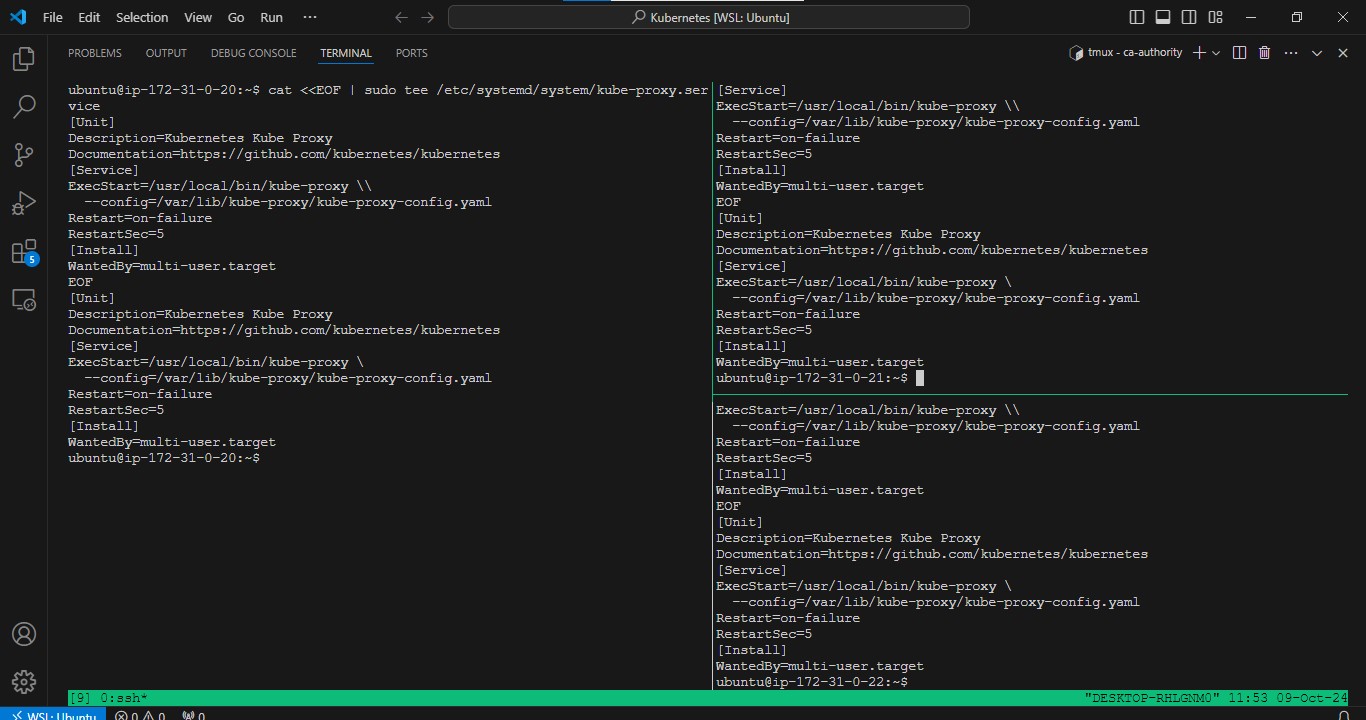 File Edit Selection View Go Run ···
Kubernetes [WSL: Ubuntu]
PROBLEMS OUTPUT DEBUG CONSOLE TERMINAL PORTS
tmux - ca-authority
5
ubuntu@ip-172-31-0-20:~$ cat <<EOF | sudo tee /etc/systemd/system/kube-proxy.ser
vice
[Unit]
Description=Kubernetes Kube Proxy
Documentation=https://github.com/kubernetes/kubernetes
[Service]
ExecStart=/usr/local/bin/kube-proxy \\
  --config=/var/lib/kube-proxy/kube-proxy-config.yaml
Restart=on-failure
RestartSec=5
[Install]
WantedBy=multi-user.target
EOF
[Unit]
Description=Kubernetes Kube Proxy
Documentation=https://github.com/kubernetes/kubernetes
[Service]
ExecStart=/usr/local/bin/kube-proxy \
  --config=/var/lib/kube-proxy/kube-proxy-config.yaml
Restart=on-failure
RestartSec=5
[Install]
WantedBy=multi-user.target
ubuntu@ip-172-31-0-20:~$
[Service]
ExecStart=/usr/local/bin/kube-proxy \\
  --config=/var/lib/kube-proxy/kube-proxy-config.yaml
Restart=on-failure
RestartSec=5
[Install]
WantedBy=multi-user.target
EOF
[Unit]
Description=Kubernetes Kube Proxy
Documentation=https://github.com/kubernetes/kubernetes
[Service]
ExecStart=/usr/local/bin/kube-proxy \
  --config=/var/lib/kube-proxy/kube-proxy-config.yaml
Restart=on-failure
RestartSec=5
[Install]
WantedBy=multi-user.target
ubuntu@ip-172-31-0-21:~$
ExecStart=/usr/local/bin/kube-proxy \\
  --config=/var/lib/kube-proxy/kube-proxy-config.yaml
Restart=on-failure
RestartSec=5
[Install]
WantedBy=multi-user.target
EOF
[Unit]
Description=Kubernetes Kube Proxy
Documentation=https://github.com/kubernetes/kubernetes
[Service]
ExecStart=/usr/local/bin/kube-proxy \
  --config=/var/lib/kube-proxy/kube-proxy-config.yaml
Restart=on-failure
RestartSec=5
[Install]
WantedBy=multi-user.target
ubuntu@ip-172-31-0-22:~$
[9] 0:ssh* "DESKTOP-RHLGNM0" 11:53 09-Oct-24
WSL: Ubuntu 0 0 0